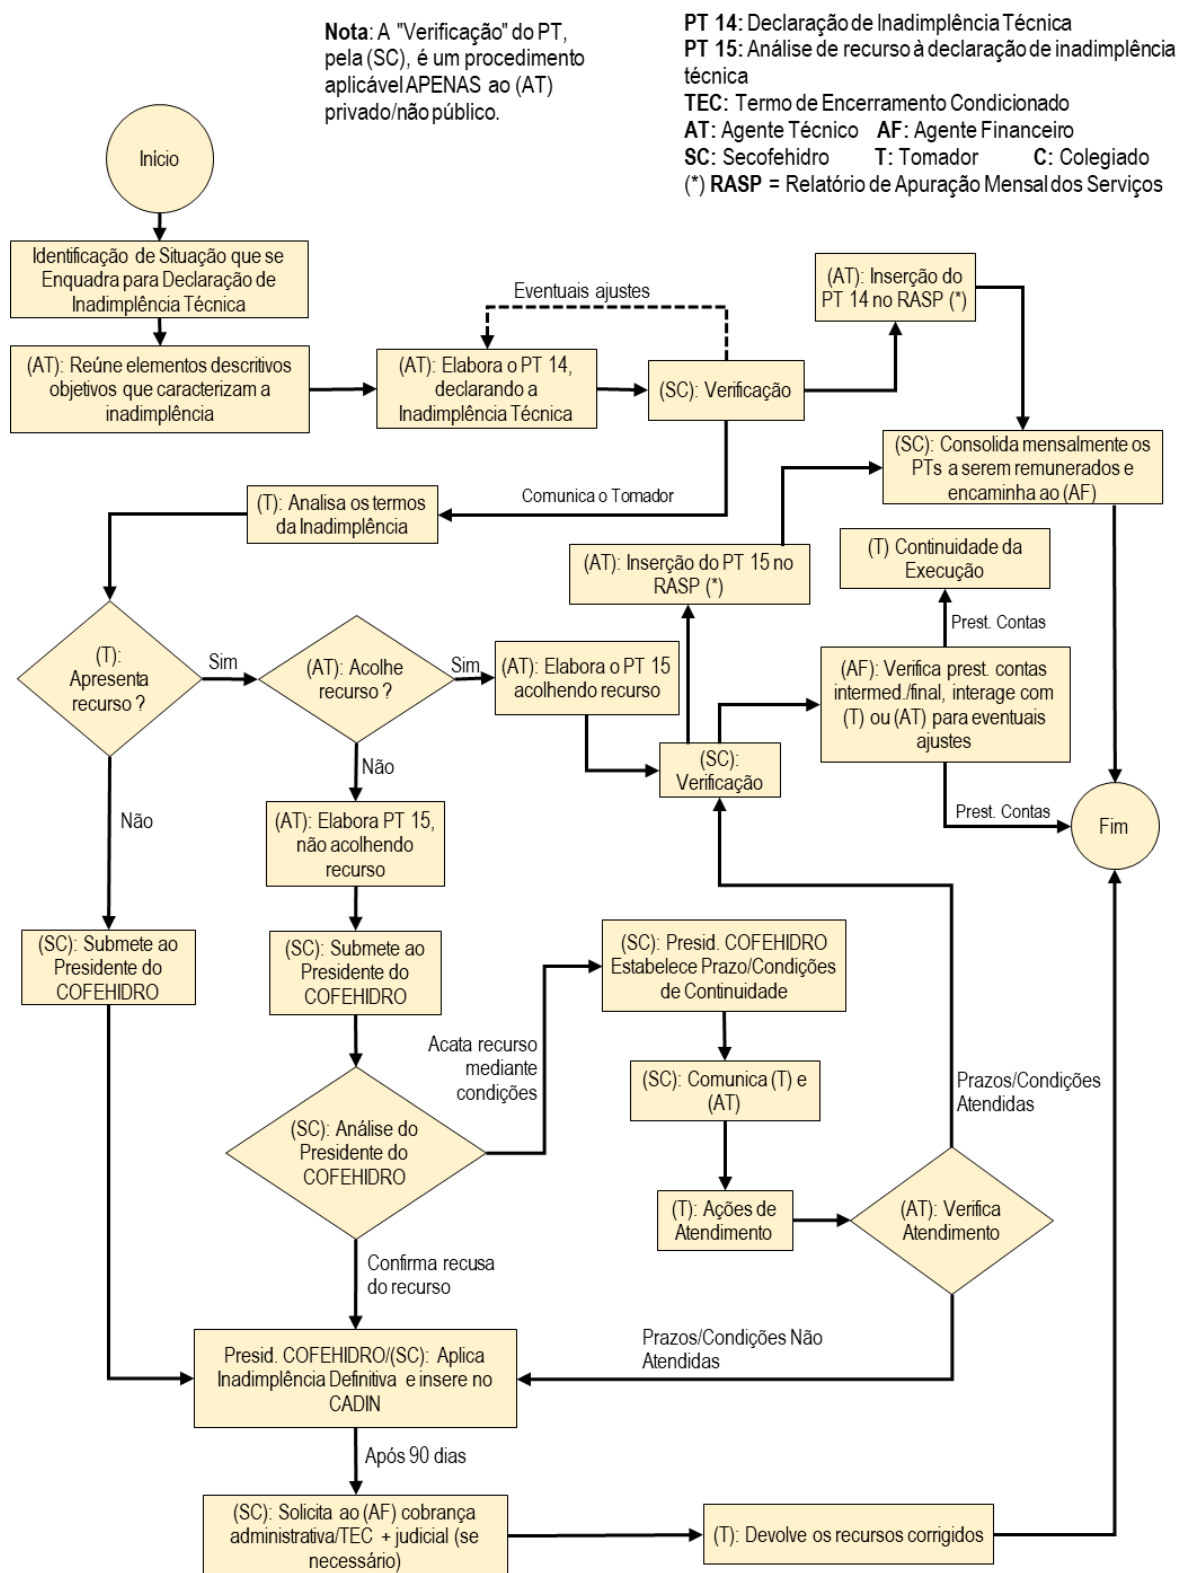 Nota: A "Verificação" do PT,
pela (SC), é um procedimento
aplicável APENAS ao (AT)
privado/não público.
PT 14: Declaração de Inadimplência Técnica
PT 15: Análise de recurso à declaração de inadimplência
técnica
TEC: Termo de Encerramento Condicionado
AT: Agente Técnico AF: Agente Financeiro
SC: Secofehidro T: Tomador C: Colegiado
(*) RASP = Relatório de Apuração Mensal dos Serviços
Início
Identificação de Situação que se
Enquadra para Declaração de
Inadimplência Técnica
(AT): Reúne elementos descritivos
objetivos que caracterizam a
inadimplência
Eventuais ajustes
(AT): Elabora o PT 14,
declarando a
Inadimplência Técnica
(SC): Verificação
(AT): Inserção do
PT 14 no RASP (*)
(SC): Consolida mensalmente os
PTs a serem remunerados e
encaminha ao (AF)
Comunica o Tomador
(T): Analisa os termos
da Inadimplência
(AT): Inserção do PT 15 no
RASP (*)
(T) Continuidade da
Execução
Prest. Contas
(T):
Apresenta
recurso ?
Sim
(AT): Acolhe
recurso ?
Sim
(AT): Elabora o PT 15
acolhendo recurso
(AF): Verifica prest. contas
intermed./final, interage com
(T) ou (AT) para eventuais
ajustes
(SC):
Verificação
Não
Não
(AT): Elabora PT 15,
não acolhendo
recurso
Prest. Contas
Fim
(SC): Submete ao
Presidente do
COFEHIDRO
(SC): Submete ao
Presidente do
COFEHIDRO
(SC): Presid. COFEHIDRO
Estabelece Prazo/Condições
de Continuidade
Acata recurso
mediante
condições
(SC): Comunica (T) e
(AT)
Prazos/Condições
Atendidas
(SC): Análise do
Presidente do
COFEHIDRO
(T): Ações de
Atendimento
(AT): Verifica
Atendimento
Confirma recusa
do recurso
Prazos/Condições Não
Atendidas
Presid. COFEHIDRO/(SC): Aplica
Inadimplência Definitiva e insere no
CADIN
Após 90 dias
(SC): Solicita ao (AF) cobrança
administrativa/TEC + judicial (se
necessário)
(T): Devolve os recursos corrigidos